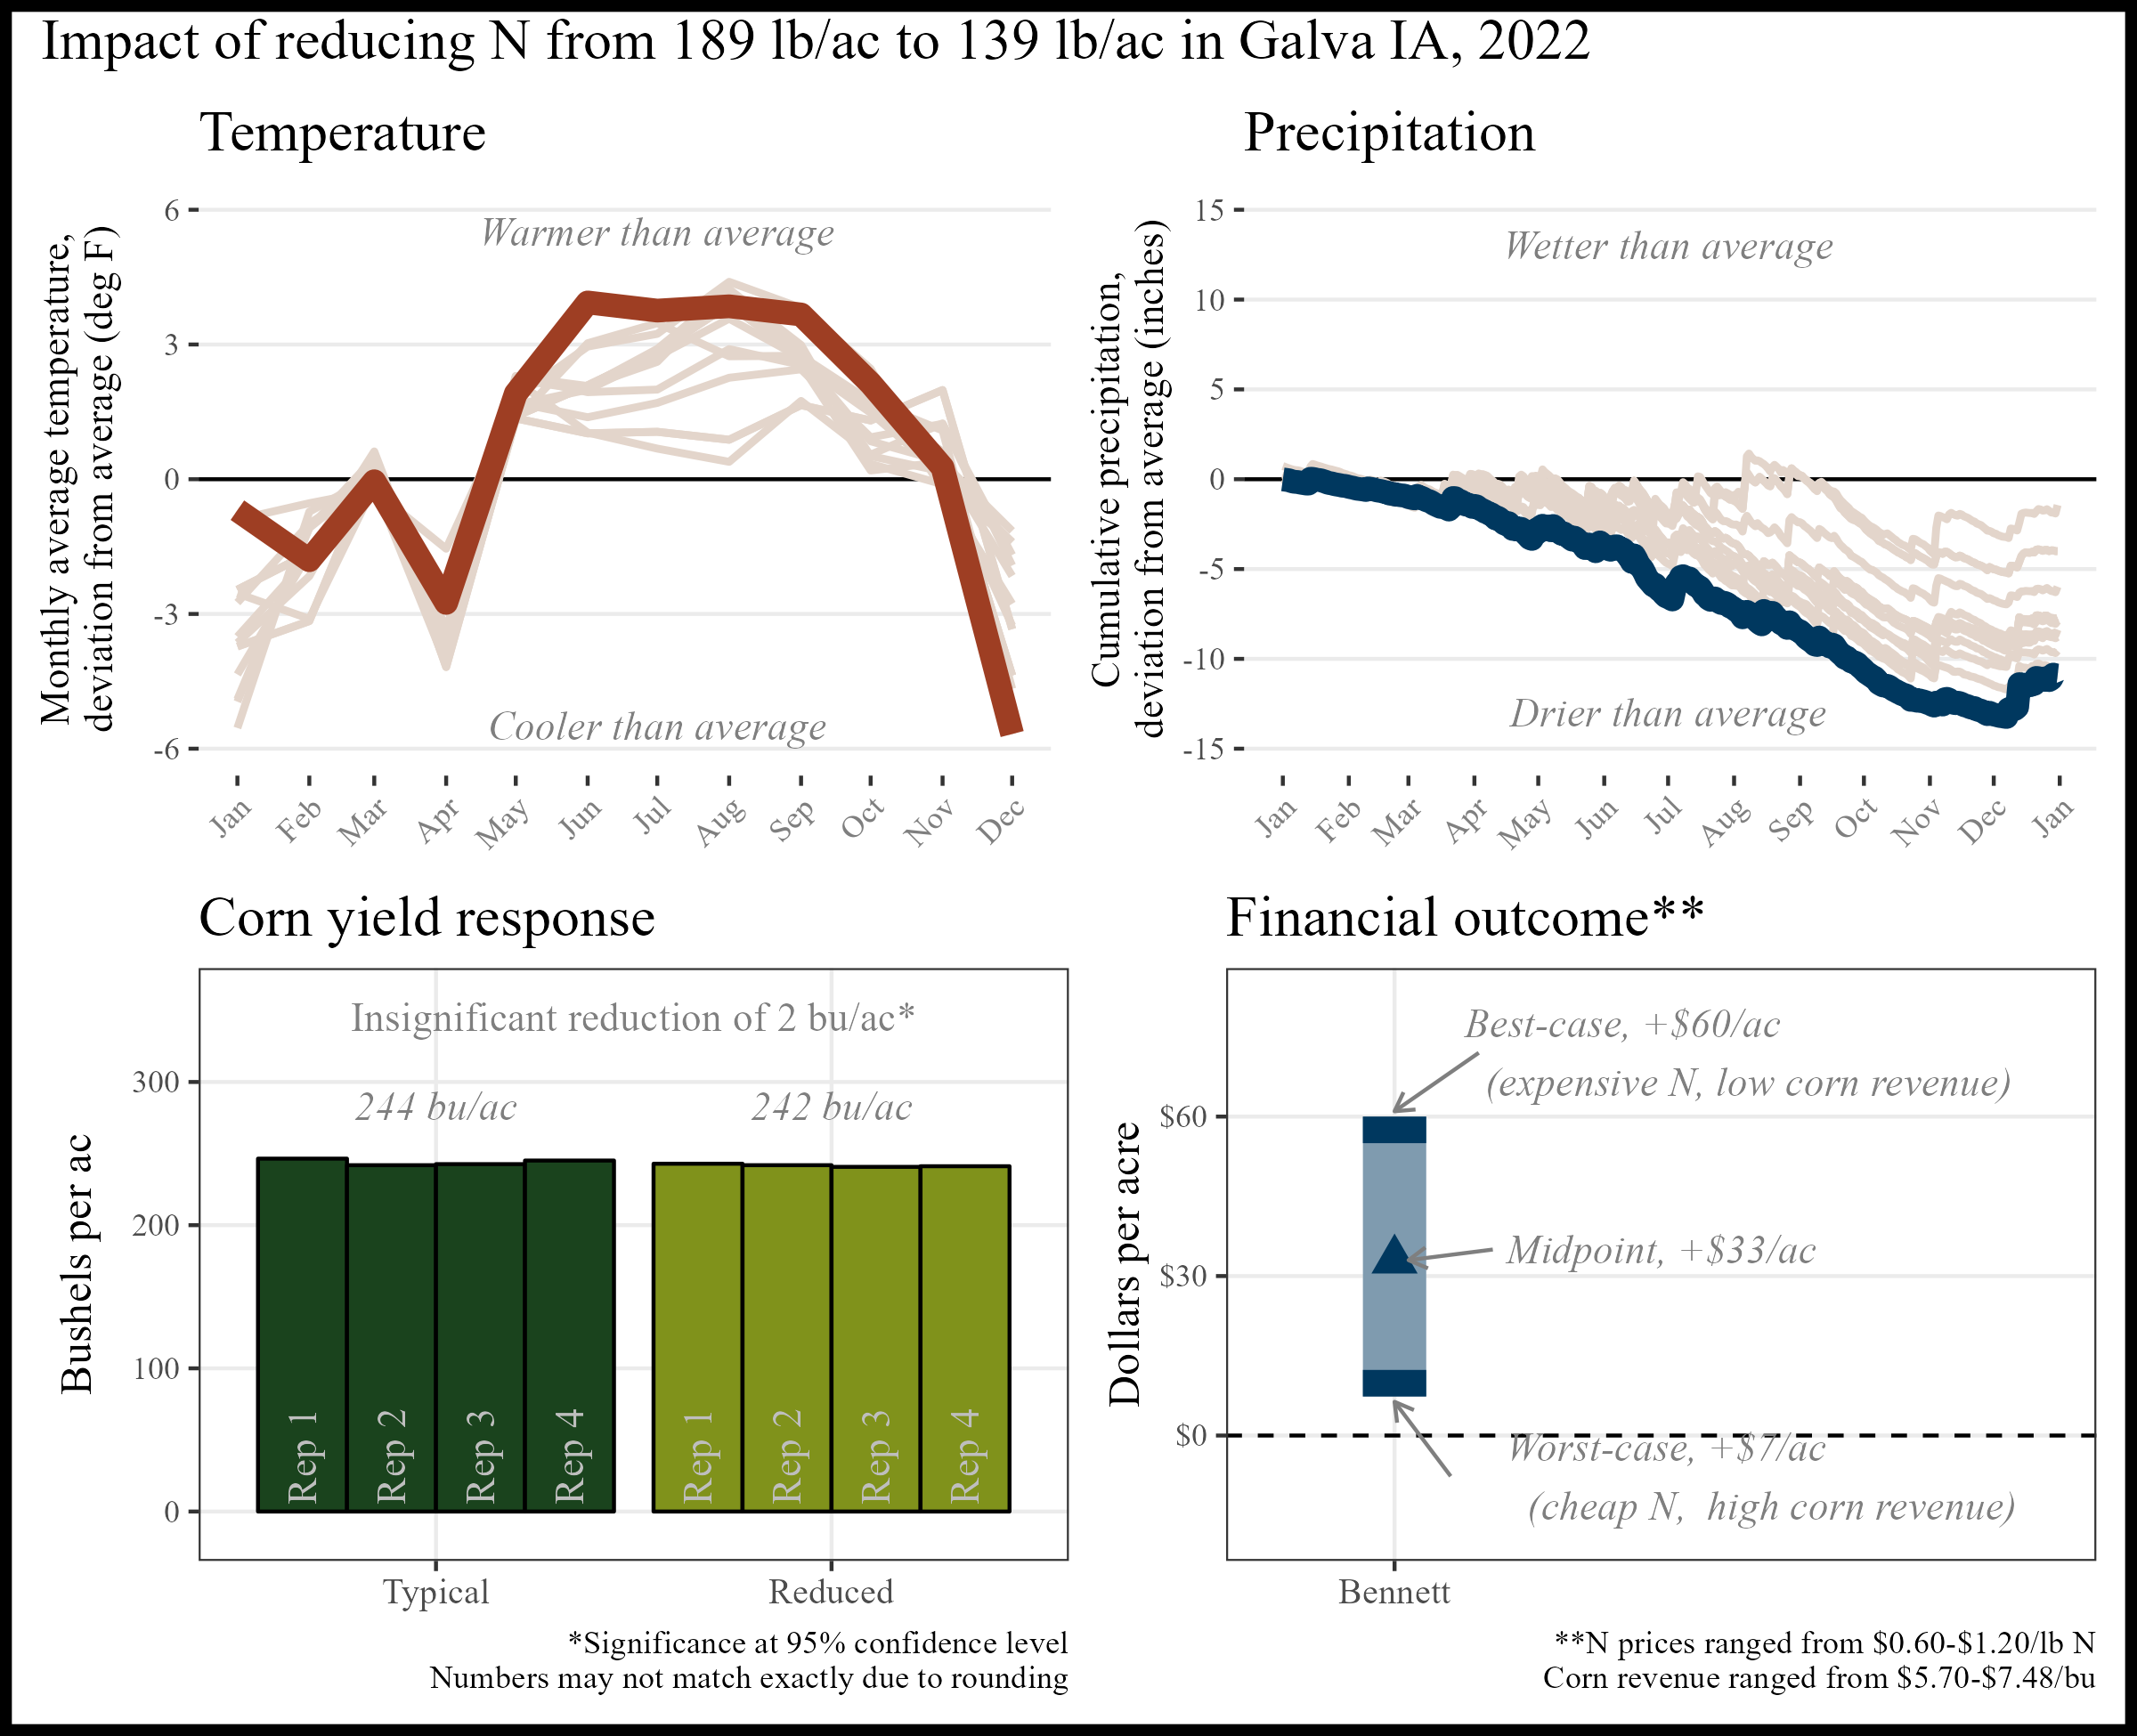 Impact of reducing N from 189 lb/ac to 139 lb/ac in Galva IA, 2022
Temperature
Monthly average temperature,
deviation from average (deg F)
6
3
0
-3
-6
Warmer than average
Cooler than average
Jan
Feb
Mar
Apr
May
Jun
Jul
Aug
Sep
Oct
Nov
Dec
Precipitation
Cumulative precipitation,
deviation from average (inches)
15
10
5
0
-5
-10
-15
Wetter than average
Drier than average
Jan
Feb
Mar
Apr
May
Jun
Jul
Aug
Sep
Oct
Nov
Dec
Jan
Corn yield response
Bushels per ac
300
200
100
0
Insignificant reduction of 2 bu/ac*
244 bu/ac
242 bu/ac
Rep 1
Rep 2
Rep 3
Rep 4
Rep 1
Rep 2
Rep 3
Rep 4
Typical
Reduced
*Significance at 95% confidence level
Numbers may not match exactly due to rounding
Financial outcome**
Dollars per acre
$60
$30
$0
Best-case, +$60/ac
(expensive N, low corn revenue)
Midpoint, +$33/ac
Worst-case, +$7/ac
(cheap N,  high corn revenue)
Bennett
**N prices ranged from $0.60-$1.20/lb N
Corn revenue ranged from $5.70-$7.48/bu